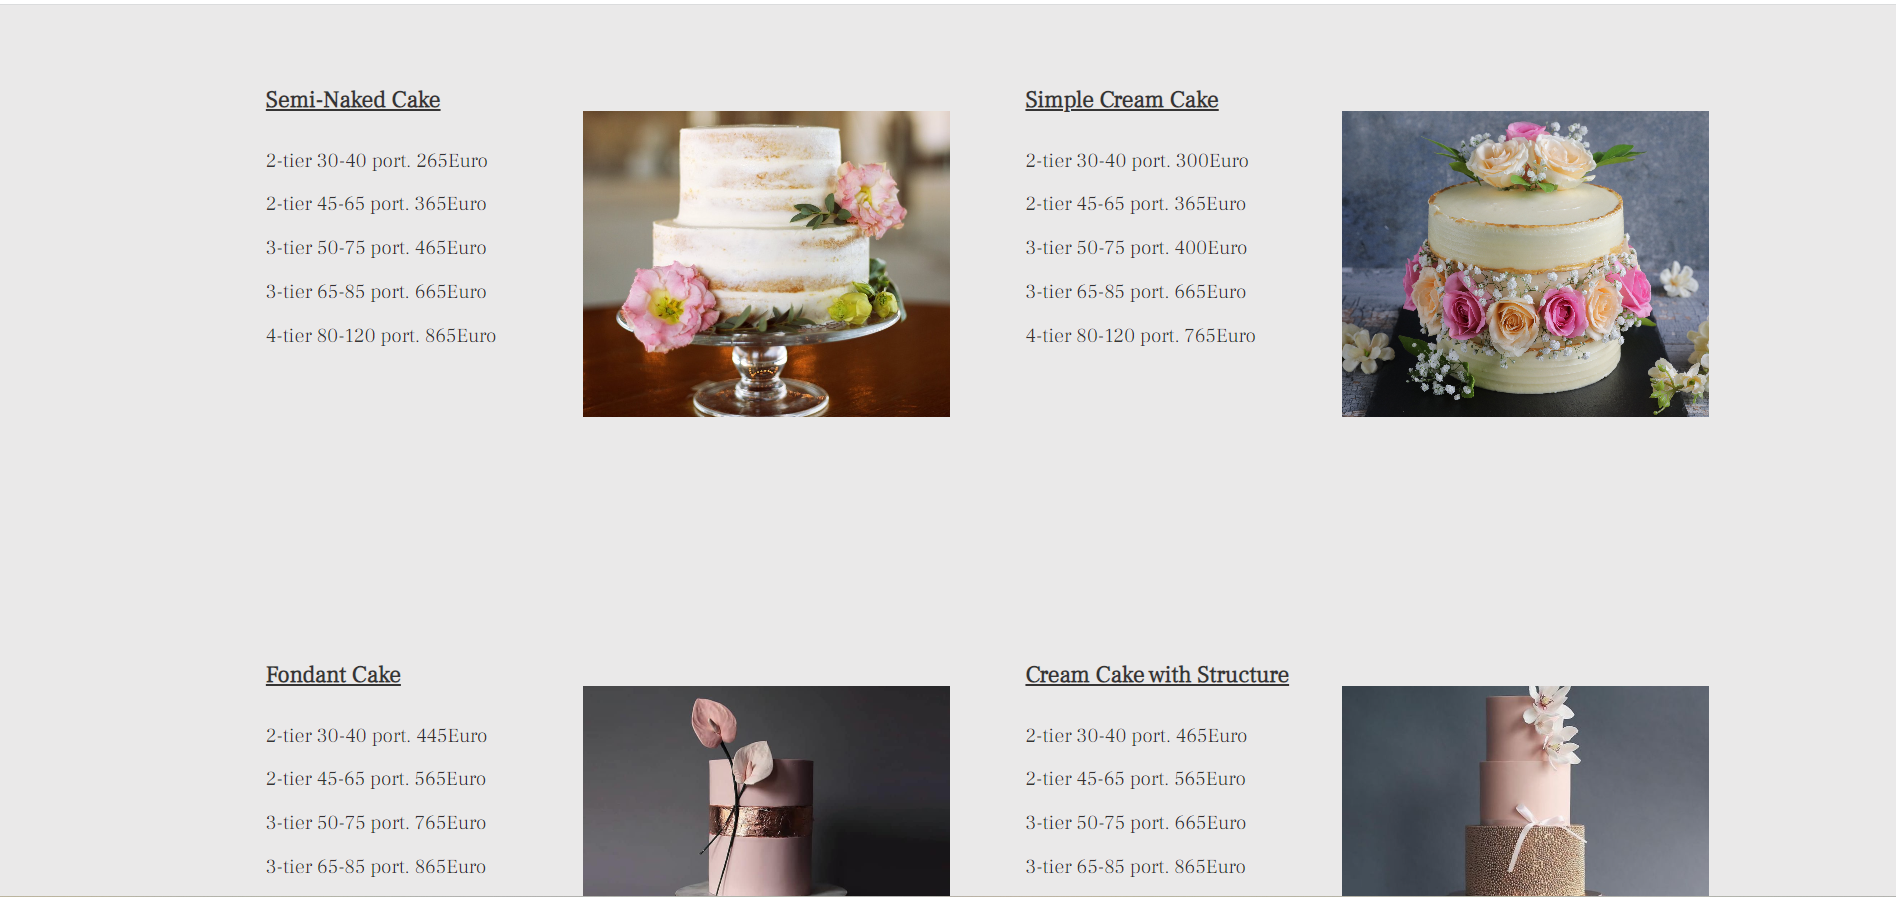 Semi-Naked Cake
2-tier 30-40 port. 265Euro
2-tier 45-65 port. 365Euro
3-tier 50-75 port. 465Euro
3-tier 65-85 port. 665Euro
4-tier 80-120 port. 865Euro
Simple Cream Cake
2-tier 30-40 port. 300Euro
2-tier 45-65 port. 365Euro
3-tier 50-75 port. 400Euro
3-tier 65-85 port. 665Euro
4-tier 80-120 port. 765Euro
Fondant Cake
2-tier 30-40 port. 445Euro
2-tier 45-65 port. 565Euro
3-tier 50-75 port. 765Euro
3-tier 65-85 port. 865Euro
Cream Cake with Structure
2-tier 30-40 port. 465Euro
2-tier 45-65 port. 565Euro
3-tier 50-75 port. 665Euro
3-tier 65-85 port. 865Euro